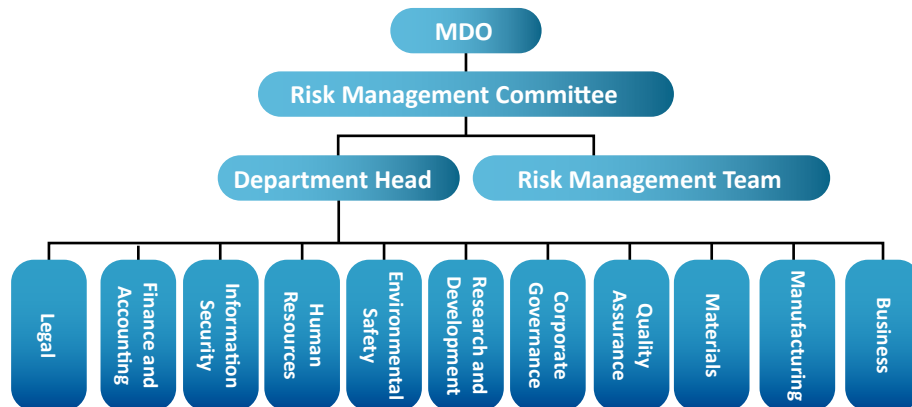 MDO
Risk Management Committee
Department Head
Risk Management Team
Legal
Finance and
Accounting
Information
Security
Human
Resources
Environmental
Safety
Research and
Development
Corporate
Governance
Quality
Assurance
Materials
Manufacturing
Business